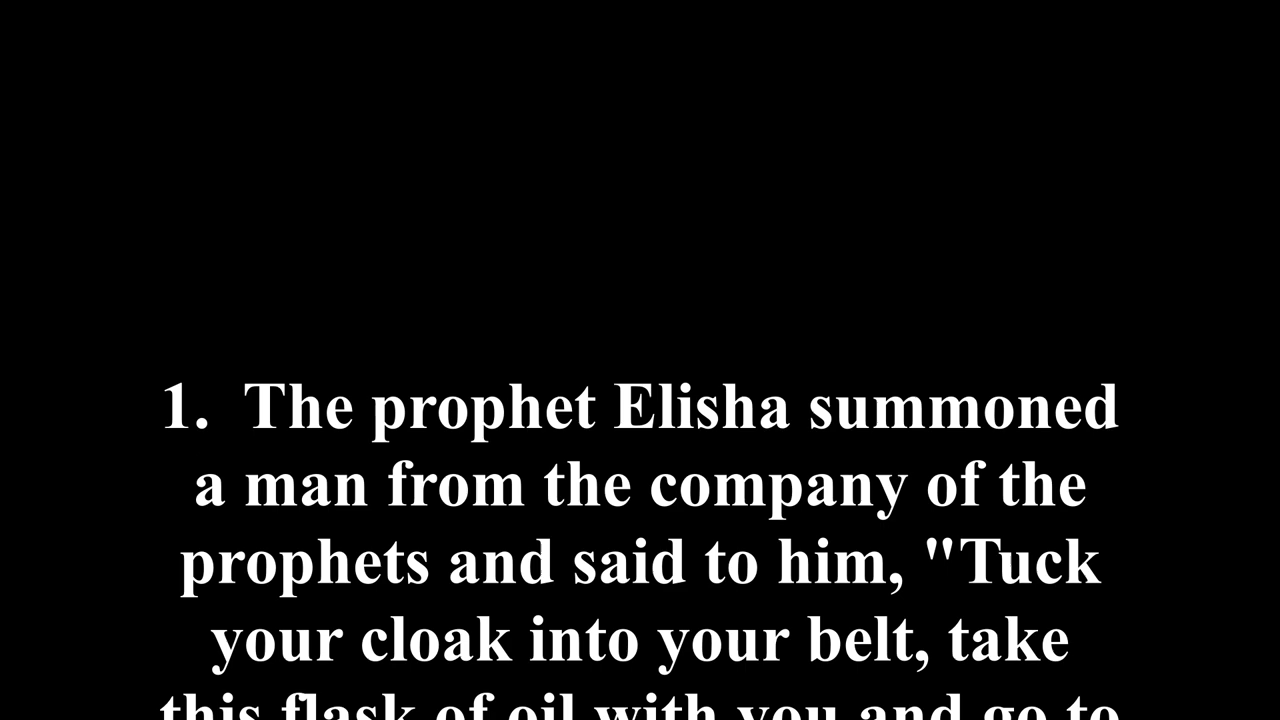 1.  The prophet Elisha summoned
a man from the company of the
prophets and said to him, "Tuck
your cloak into your belt, take
this flask of oil with you and go to